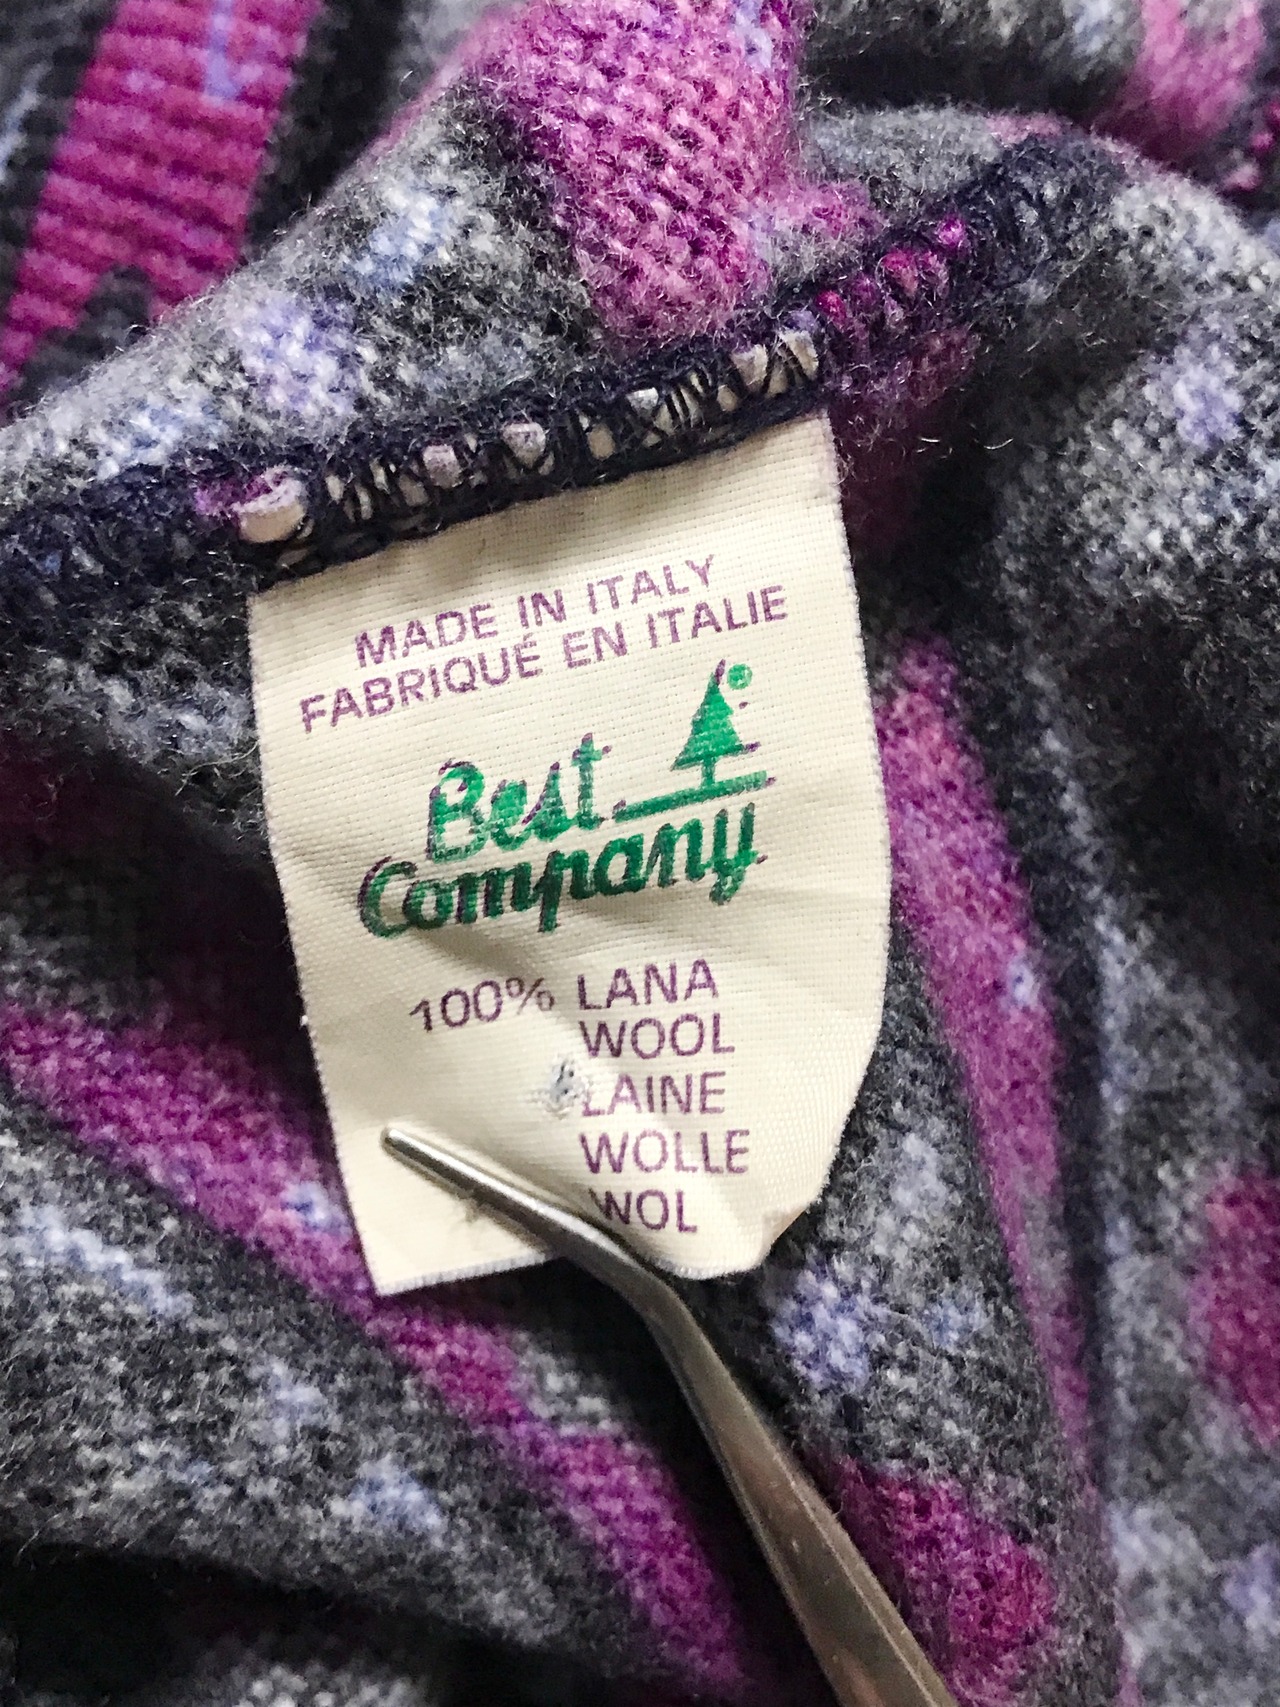 MADE IN ITALY
FABRIQUÉ EN ITALIE
Best
Company
100% LANA
WOOL
LAINE
WOLLE
WOL